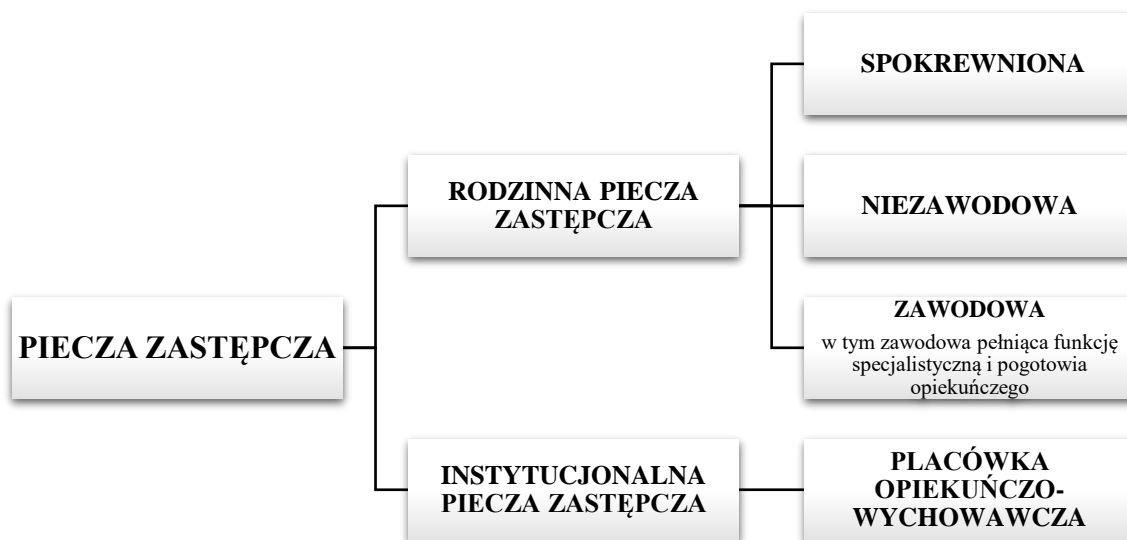 PIECZA ZASTĘPCZA
RODZINNA PIECZA
ZASTĘPCZA
SPOKREWNIONA
NIEZAWODOWA
ZAWODOWA
w tym zawodowa pełniąca funkcję
specjalistyczną i pogotowia
opiekuńczego
INSTYTUCJONALNA
PIECZA ZASTĘPCZA
PLACÓWKA
OPIEKUŃCZO-
WYCHOWAWCZA